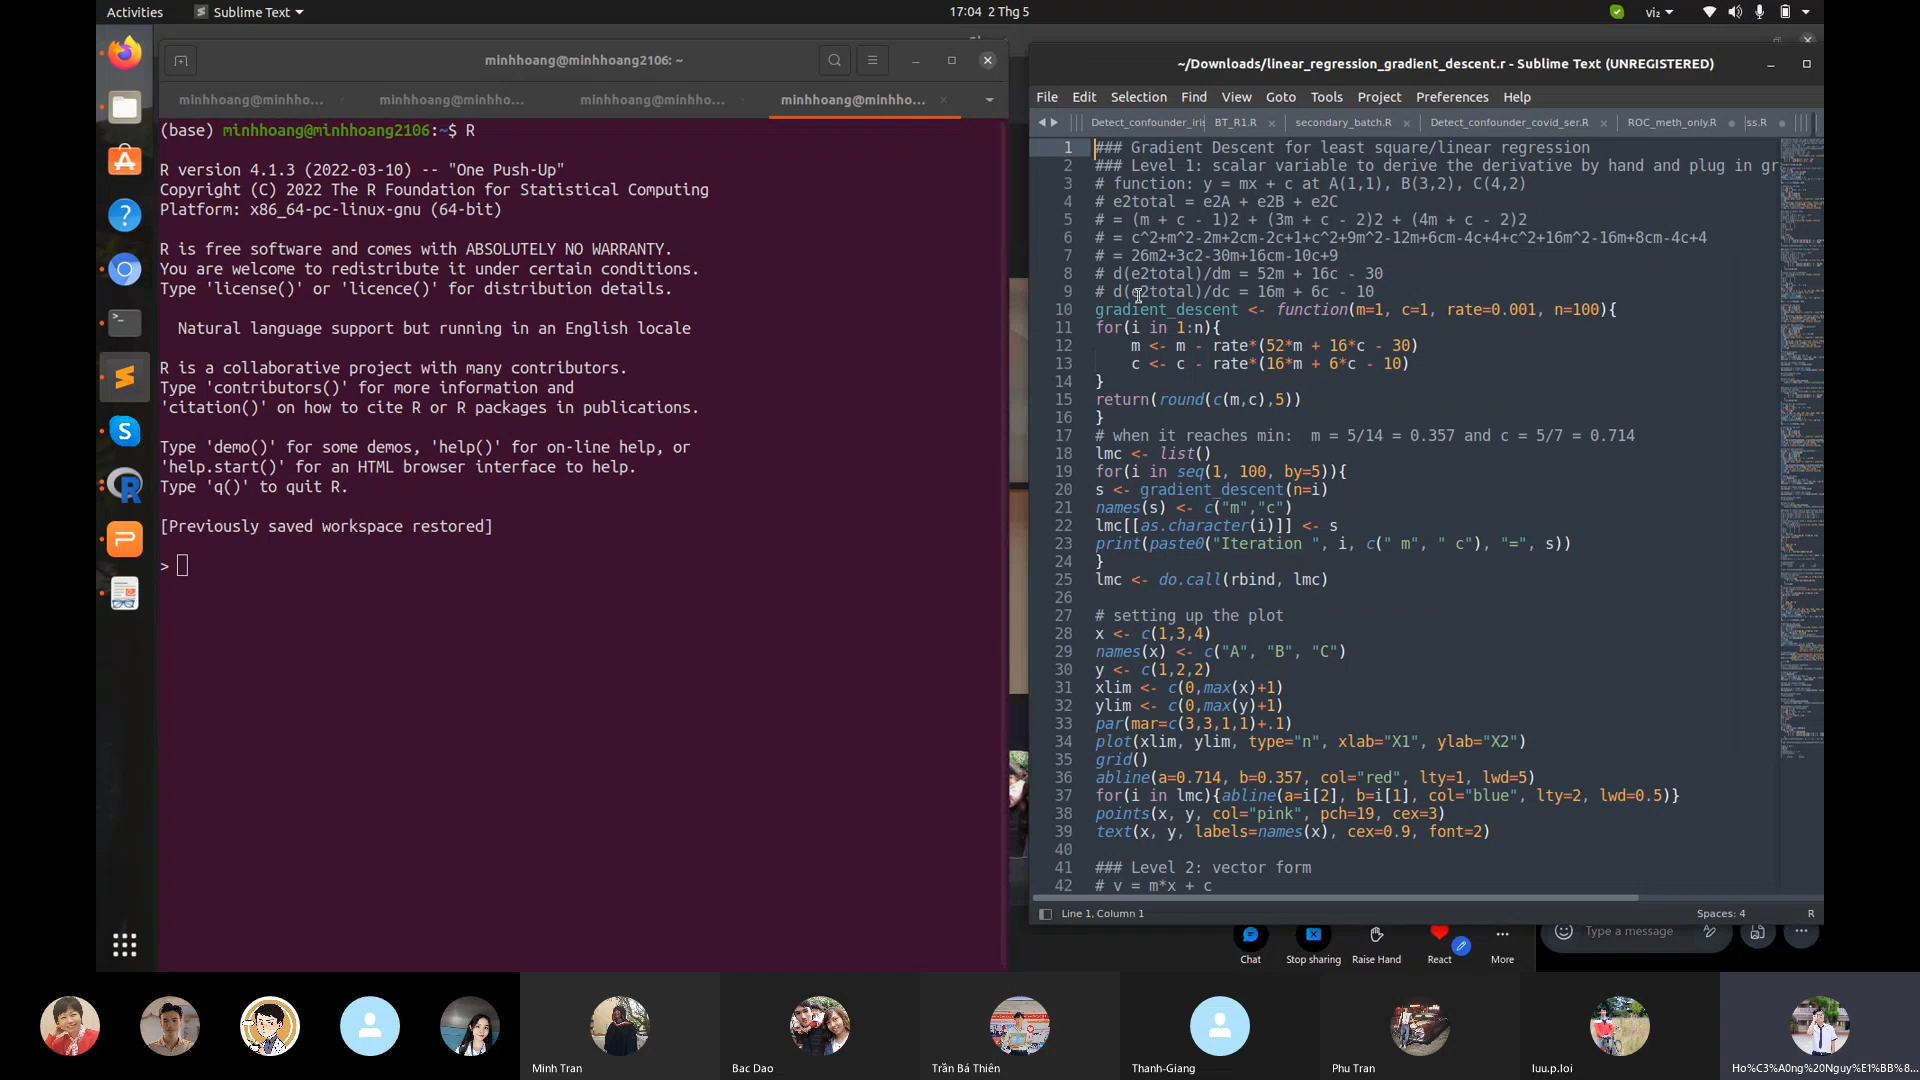 Activities
Sublime Text
17:04 2 Thg 5
vi₂
minhhoang@minhhoang2106: ~
minhhoang@minhho...
minhhoang@minhho...
minhhoang@minhho...
minhhoang@minhho...
(base) minhhoang@minhhoang2106:~$ R
R version 4.1.3 (2022-03-10) -- "One Push-Up"
Copyright (C) 2022 The R Foundation for Statistical Computing
Platform: x86_64-pc-linux-gnu (64-bit)
R is free software and comes with ABSOLUTELY NO WARRANTY.
You are welcome to redistribute it under certain conditions.
Type 'license()' or 'licence()' for distribution details.
Natural language support but running in an English locale
R is a collaborative project with many contributors.
Type 'contributors()' for more information and
'citation()' on how to cite R or R packages in publications.
Type 'demo()' for some demos, 'help()' for on-line help, or
'help.start()' for an HTML browser interface to help.
Type 'q()' to quit R.
[Previously saved workspace restored]
>
~/Downloads/linear_regression_gradient_descent.r - Sublime Text (UNREGISTERED)
File Edit Selection Find View Goto Tools Project Preferences Help
Detect_confounder_iri BT_R1.R secondary_batch.R Detect_confounder_covid_ser.R ROC_meth_only.R ss.R
1 ### Gradient Descent for least square/linear regression
2 ### Level 1: scalar variable to derive the derivative by hand and plug in gr
3 # function: y = mx + c at A(1,1), B(3,2), C(4,2)
4 # e2total = e2A + e2B + e2C
5 # = (m + c - 1)2 + (3m + c - 2)2 + (4m + c - 2)2
6 # = c^2+m^2-2m+2cm-2c+1+c^2+9m^2-12m+6cm-4c+4+c^2+16m^2-16m+8cm-4c+4
7 # = 26m2+3c2-30m+16cm-10c+9
8 # d(e2total)/dm = 52m + 16c - 30
9 # d(e2total)/dc = 16m + 6c - 10
10 gradient_descent <- function(m=1, c=1, rate=0.001, n=100){
11 for(i in 1:n){
12 m <- m - rate*(52*m + 16*c - 30)
13 c <- c - rate*(16*m + 6*c - 10)
14 }
15 return(round(c(m,c),5))
16 }
17 # when it reaches min:  m = 5/14 = 0.357 and c = 5/7 = 0.714
18 lmc <- list()
19 for(i in seq(1, 100, by=5)){
20 s <- gradient_descent(n=i)
21 names(s) <- c("m","c")
22 lmc[[as.character(i)]] <- s
23 print(paste0("Iteration ", i, c(" m", " c"), "=", s))
24 }
25 lmc <- do.call(rbind, lmc)
26
27 # setting up the plot
28 x <- c(1,3,4)
29 names(x) <- c("A", "B", "C")
30 y <- c(1,2,2)
31 xlim <- c(0,max(x)+1)
32 ylim <- c(0,max(y)+1)
33 par(mar=c(3,3,1,1)+.1)
34 plot(xlim, ylim, type="n", xlab="X1", ylab="X2")
35 grid()
36 abline(a=0.714, b=0.357, col="red", lty=1, lwd=5)
37 for(i in lmc){abline(a=i[2], b=i[1], col="blue", lty=2, lwd=0.5)}
38 points(x, y, col="pink", pch=19, cex=3)
39 text(x, y, labels=names(x), cex=0.9, font=2)
40
41 ### Level 2: vector form
42 # v = m*x + c
Line 1, Column 1
Spaces: 4
R
Chat
Stop sharing
Raise Hand
React
More
Type a message
Minh Tran
Bac Dao
Trần Bá Thiên
Thanh-Giang
Phu Tran
luu.p.loi
Ho%C3%A0ng%20Nguy%E1%BB%8...